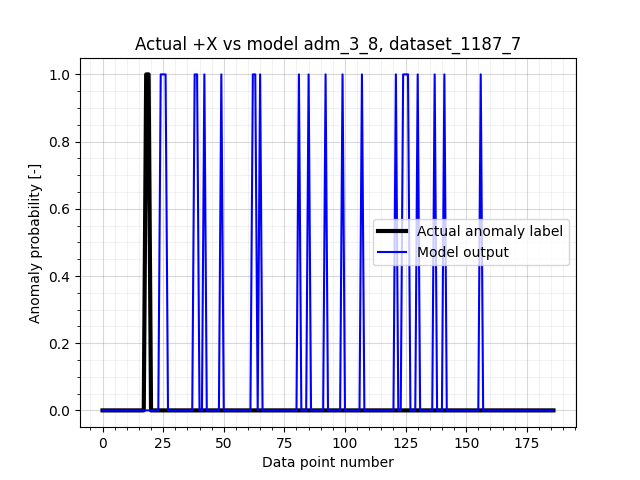 Actual +X vs model adm_3_8, dataset_1187_7
Anomaly probability [-]
1.0
0.8
0.6
0.4
0.2
0.0
Actual anomaly label
Model output
0 25 50 75 100 125 150 175
Data point number